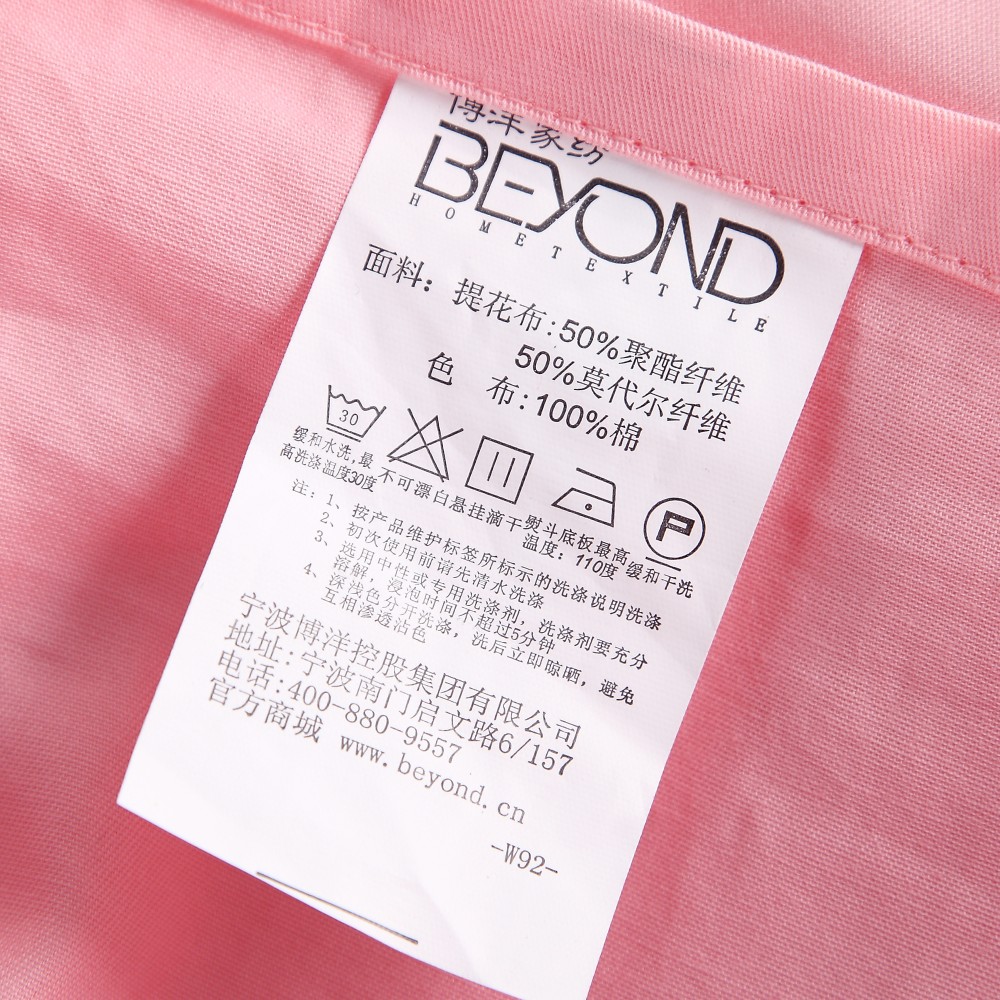 博洋家纺
BEYOND
HOME TEXTILE
面料：提花布：50%聚酯纤维
50%莫代尔纤维
色 布：100%棉
30
P
缓和水洗,最
高洗涤温度30度
不可漂白
悬挂滴干
熨斗底板最高
温度：110度
缓和干洗
注：1、按产品维护标签所标示的洗涤说明洗涤
2、初次使用前请先清水洗涤
3、选用中性或专用洗涤剂，洗涤剂要充分
溶解，浸泡时间不超过5分钟
4、深浅色分开洗涤，洗后立即晾晒，避免
互相渗透沾色
宁波博洋控股集团有限公司
地址：宁波南门启文路6/157
电话：400-880-9557
官方商城 www.beyond.cn
-W92-